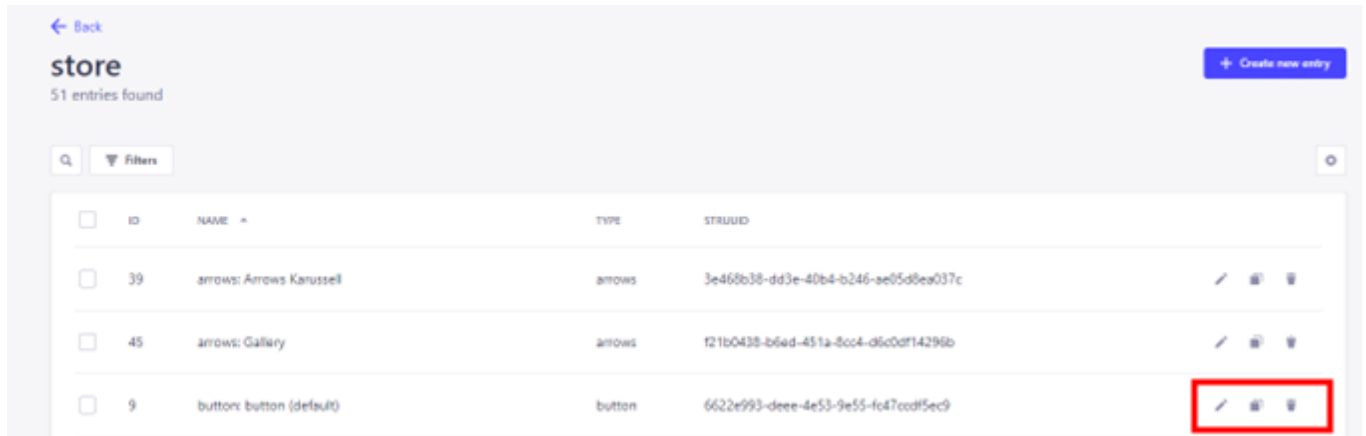 ← Back
store
51 entries found
+ Create new entry
Filters
ID NAME TYPE STRUUID
39 arrows: Arrows Karussell arrows 3e468b38-dd3e-40b4-b246-ae05d8ea037c
45 arrows: Gallery arrows f21b0438-b6ed-451a-8cc4-d6c0df14296b
9 button: button (default) button 6622e993-deee-4e53-9e55-fc47ccdf5ec9